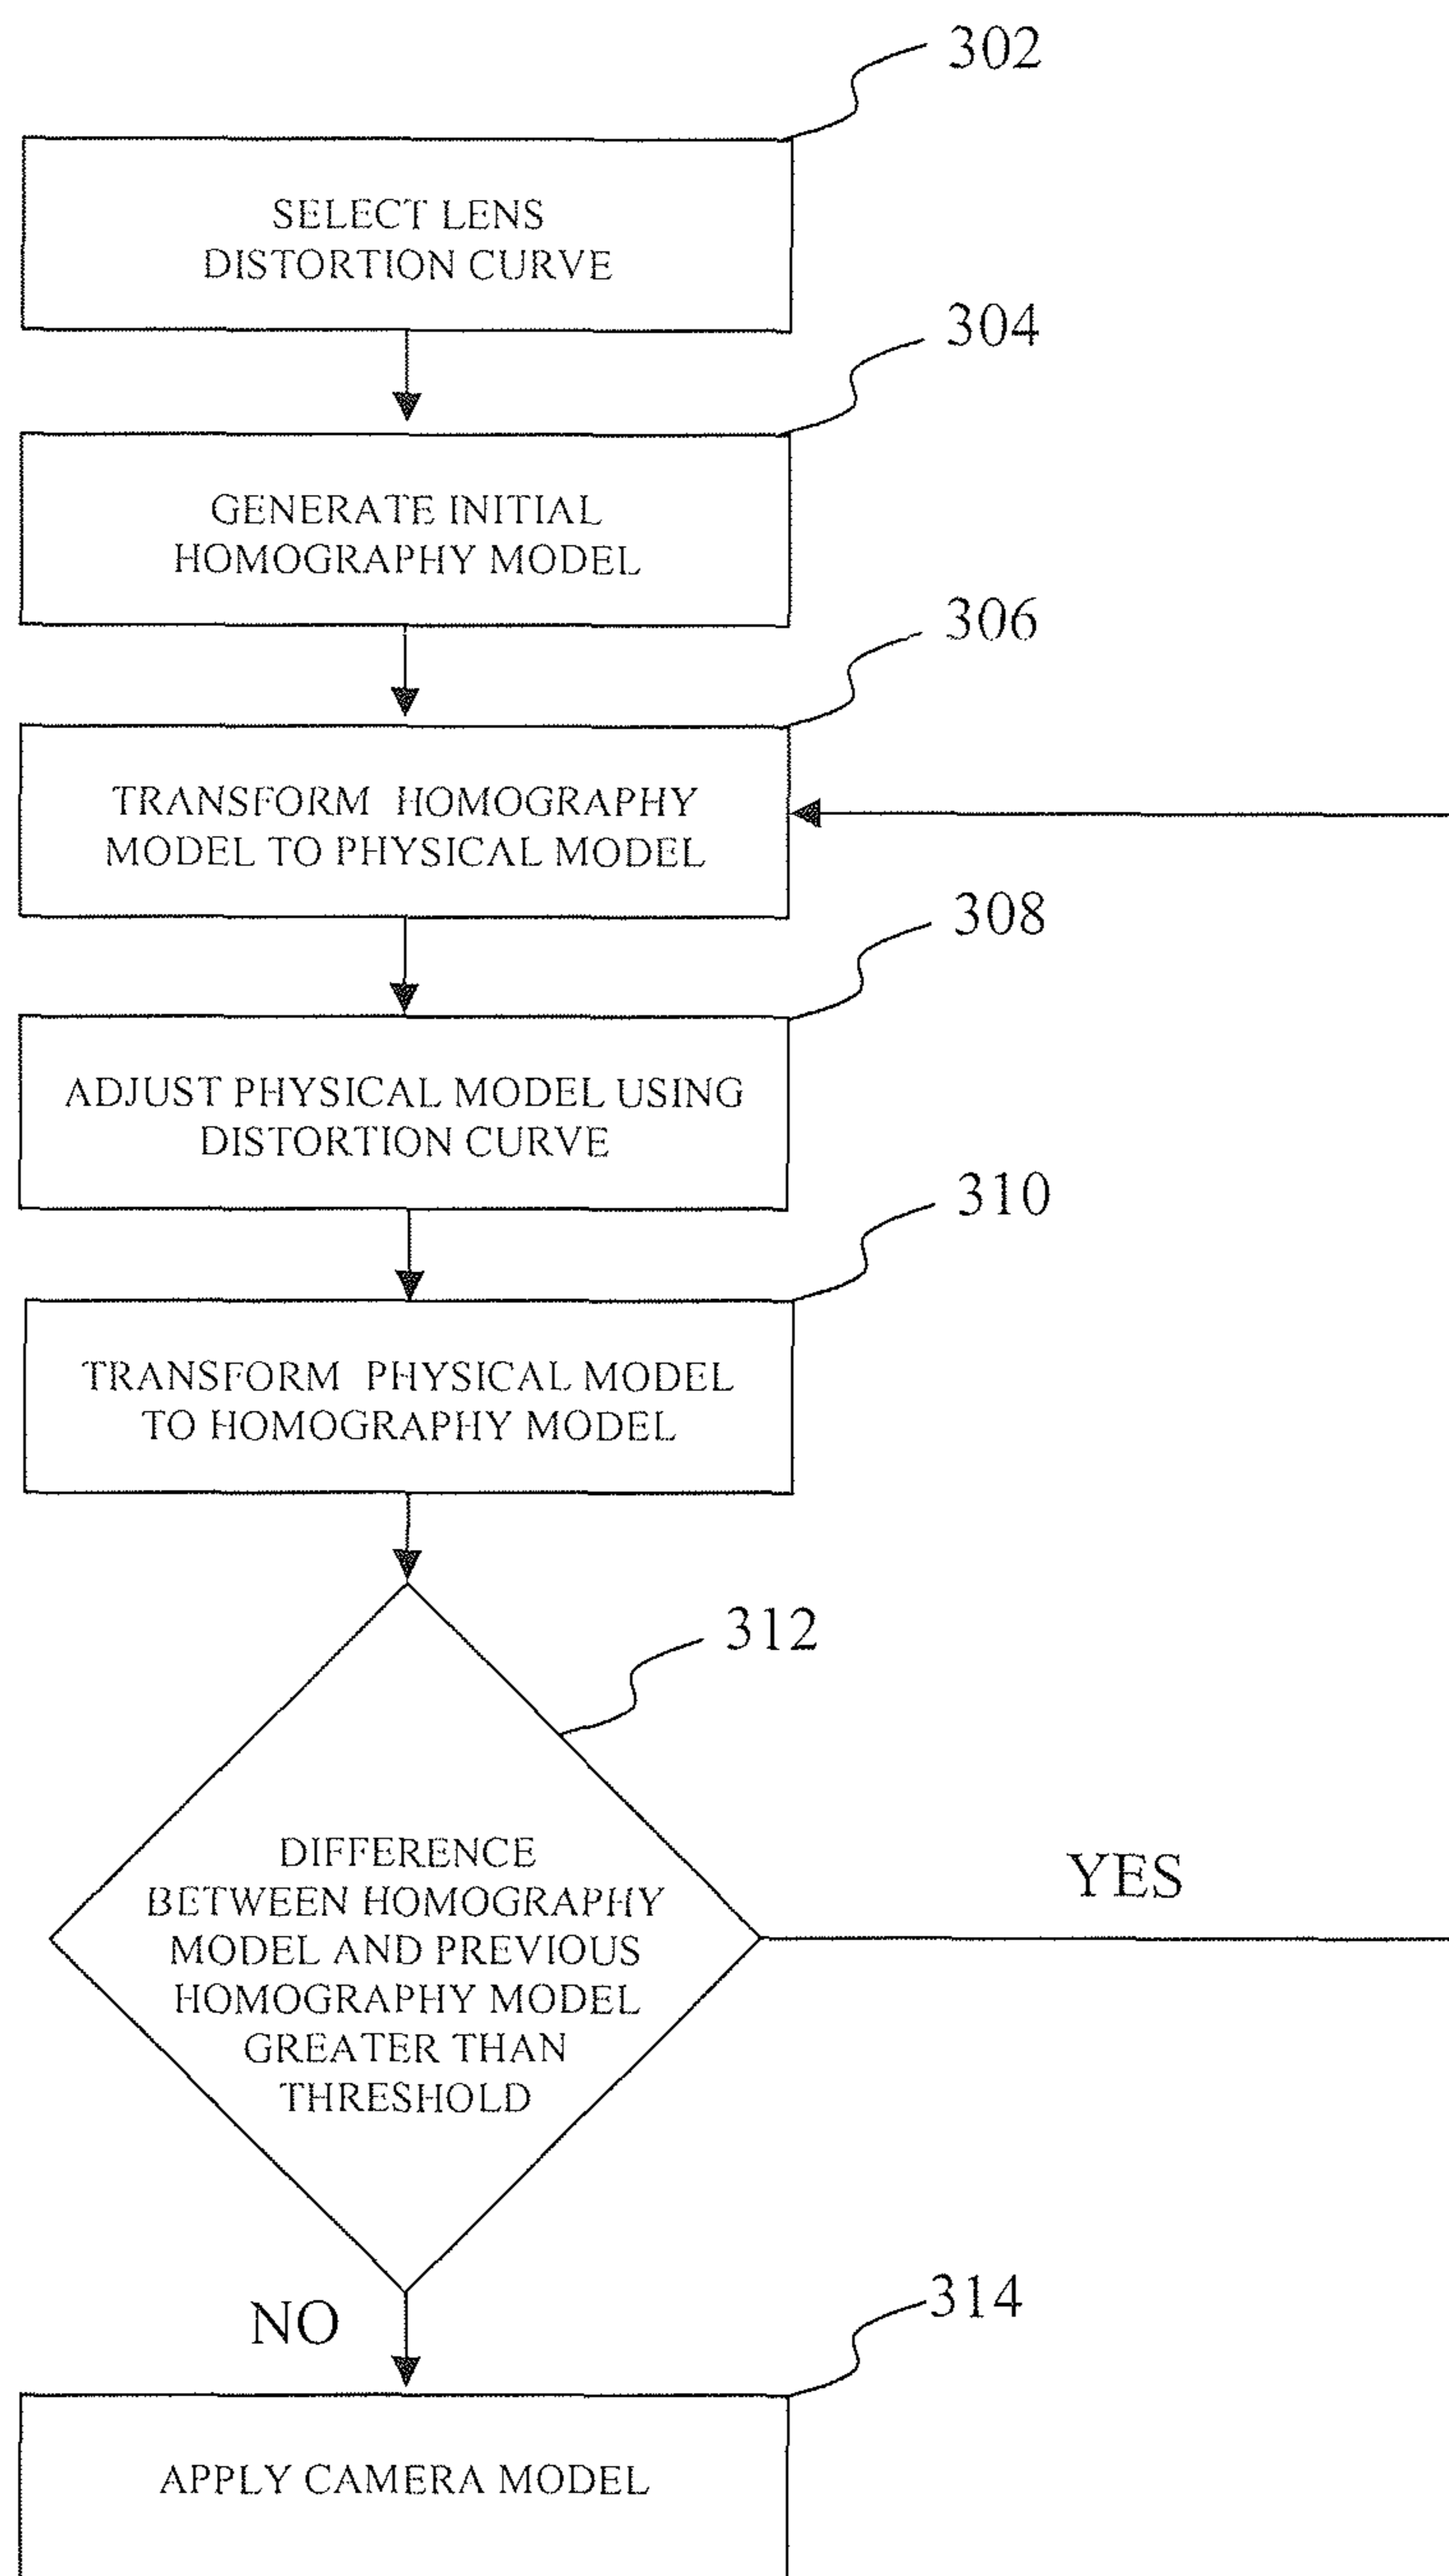 302
SELECT LENS
DISTORTION CURVE
304
GENERATE INITIAL
HOMOGRAPHY MODEL
306
TRANSFORM HOMOGRAPHY
MODEL TO PHYSICAL MODEL
308
ADJUST PHYSICAL MODEL USING
DISTORTION CURVE
310
TRANSFORM PHYSICAL MODEL
TO HOMOGRAPHY MODEL
312
DIFFERENCE
BETWEEN HOMOGRAPHY
MODEL AND PREVIOUS
HOMOGRAPHY MODEL
GREATER THAN
THRESHOLD
YES
NO
314
APPLY CAMERA MODEL